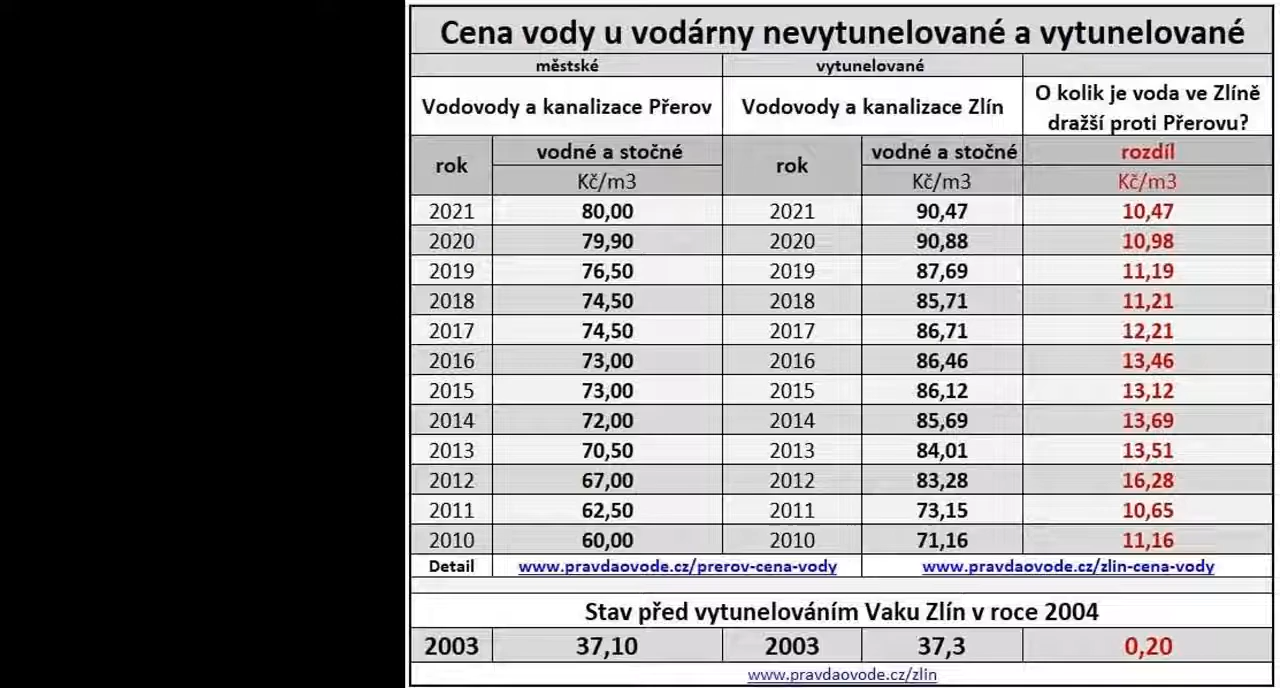 Cena vody u vodárny nevytunelované a vytunelované
městské vytunelované
Vodovody a kanalizace Přerov Vodovody a kanalizace Zlín O kolik je voda ve Zlíně
dražší proti Přerovu?
rok vodné a stočné rok vodné a stočné rozdíl
Kč/m3 Kč/m3 Kč/m3
2021 80,00 2021 90,47 10,47
2020 79,90 2020 90,88 10,98
2019 76,50 2019 87,69 11,19
2018 74,50 2018 85,71 11,21
2017 74,50 2017 86,71 12,21
2016 73,00 2016 86,46 13,46
2015 73,00 2015 86,12 13,12
2014 72,00 2014 85,69 13,69
2013 70,50 2013 84,01 13,51
2012 67,00 2012 83,28 16,28
2011 62,50 2011 73,15 10,65
2010 60,00 2010 71,16 11,16
Detail www.pravdaovode.cz/prerov-cena-vody www.pravdaovode.cz/zlin-cena-vody
Stav před vytunelováním Vaku Zlín v roce 2004
2003 37,10 2003 37,3 0,20
www.pravdaovode.cz/zlin